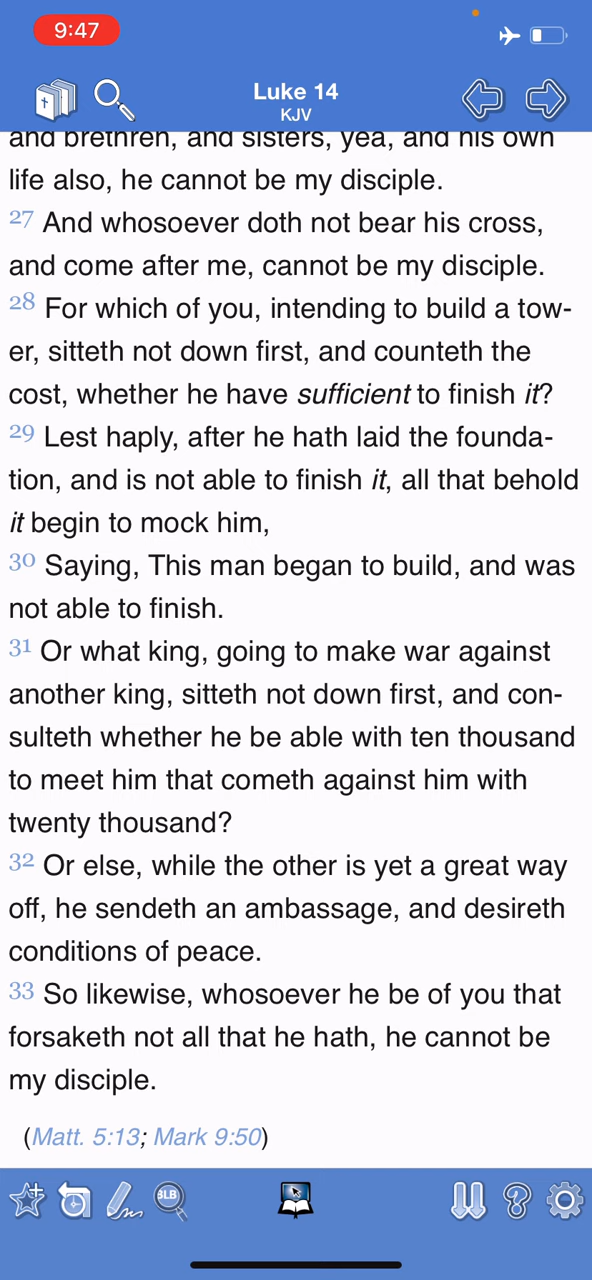 9:47
Luke 14
KJV
and brethren, and sisters, yea, and his own
life also, he cannot be my disciple.
27 And whosoever doth not bear his cross,
and come after me, cannot be my disciple.
28 For which of you, intending to build a tow-
er, sitteth not down first, and counteth the
cost, whether he have sufficient to finish it?
29 Lest haply, after he hath laid the founda-
tion, and is not able to finish it, all that behold
it begin to mock him,
30 Saying, This man began to build, and was
not able to finish.
31 Or what king, going to make war against
another king, sitteth not down first, and con-
sulteth whether he be able with ten thousand
to meet him that cometh against him with
twenty thousand?
32 Or else, while the other is yet a great way
off, he sendeth an ambassage, and desireth
conditions of peace.
33 So likewise, whosoever he be of you that
forsaketh not all that he hath, he cannot be
my disciple.
(Matt. 5:13; Mark 9:50)
BLB